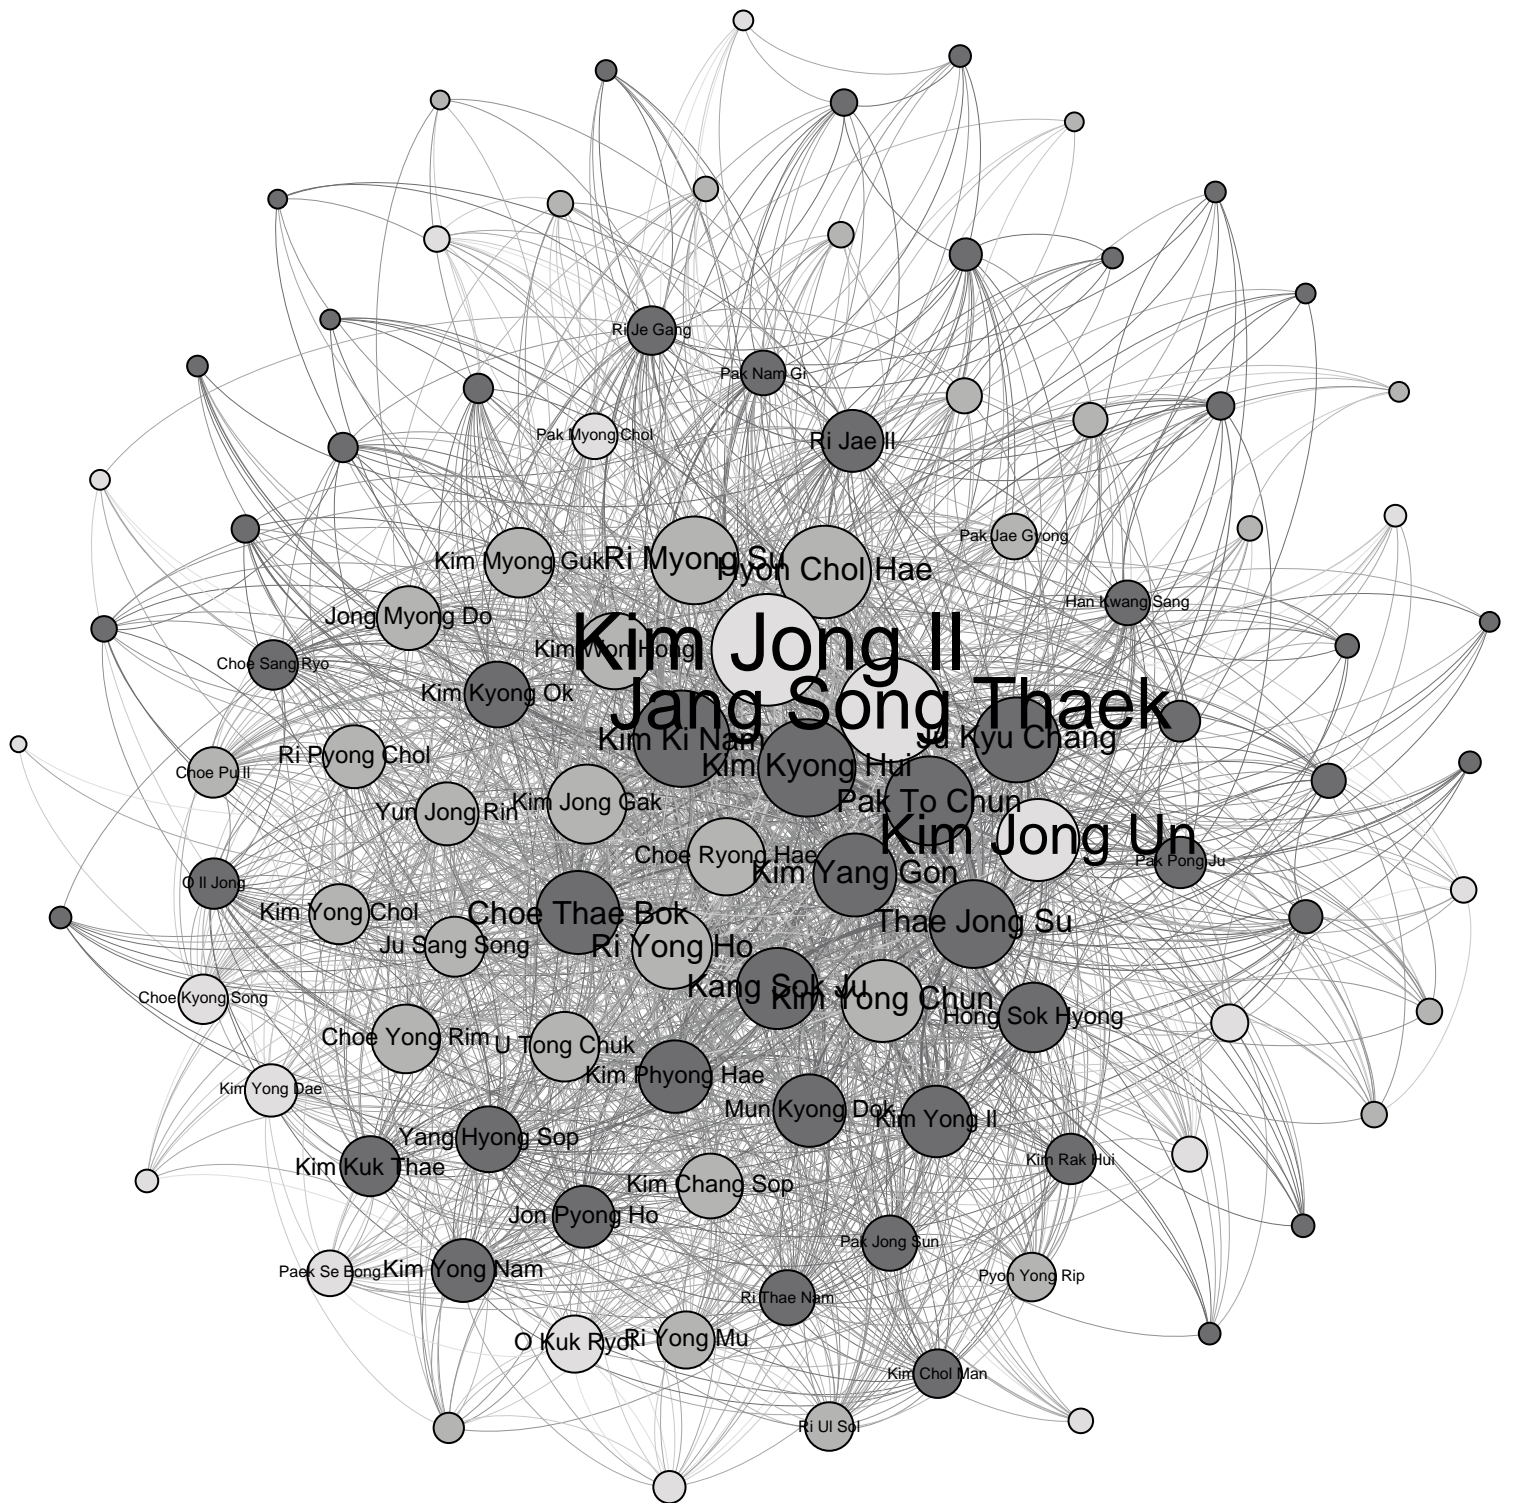 Ri Je Gang
Pak Nam Gi
Pak Myong Chol
Ri Jae Il
Pak Jae Gyong
Kim Myong Guk
Ri Myong Su
Hyon Chol Hae
Han Kwang Sang
Jong Myong Do
Kim Won Hong
Kim Jong Il
Choe Sang Ryo
Kim Kyong Ok
Jang Song Thaek
Kim Ki Nam
Ju Kyu Chang
Ri Pyong Chol
Kim Kyong Hui
Choe Pu Il
Yun Jong Rin
Kim Jong Gak
Pak To Chun
Kim Jong Un
Choe Ryong Hae
Pak Pong Ju
Kim Yang Gon
O Il Jong
Kim Yong Chol
Choe Thae Bok
Thae Jong Su
Ju Sang Song
Ri Yong Ho
Kang Sok Ju
Choe Kyong Song
Kim Yong Chun
Hong Sok Hyong
Choe Yong Rim
U Tong Chuk
Kim Phyong Hae
Kim Yong Dae
Mun Kyong Dok
Kim Yong Il
Yang Hyong Sop
Kim Kuk Thae
Kim Rak Hui
Kim Chang Sop
Jon Pyong Ho
Pak Jong Sun
Paek Se Bong
Kim Yong Nam
Pyon Yong Rip
Ri Thae Nam
O Kuk Ryol
Ri Yong Mu
Kim Chol Man
Ri Ul Sol